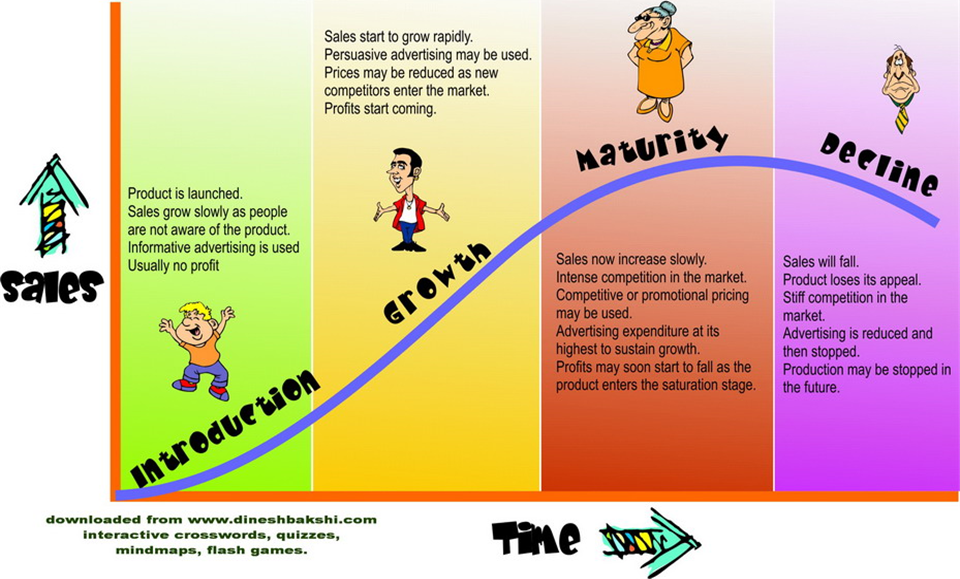 Sales start to grow rapidly.
Persuasive advertising may be used.
Prices may be reduced as new
competitors enter the market.
Profits start coming.
Maturity
Decline
Product is launched.
Sales grow slowly as people
are not aware of the product.
Informative advertising is used
Usually no profit
Sales
Growth
Introduction
Sales now increase slowly.
Intense competition in the market.
Competitive or promotional pricing
may be used.
Advertising expenditure at its
highest to sustain growth.
Profits may soon start to fall as the
product enters the saturation stage.
Sales will fall.
Product loses its appeal.
Stiff competition in the
market.
Advertising is reduced and
then stopped.
Production may be stopped in
the future.
downloaded from www.dineshbakshi.com
interactive crosswords, quizzes,
mindmaps, flash games.
Time